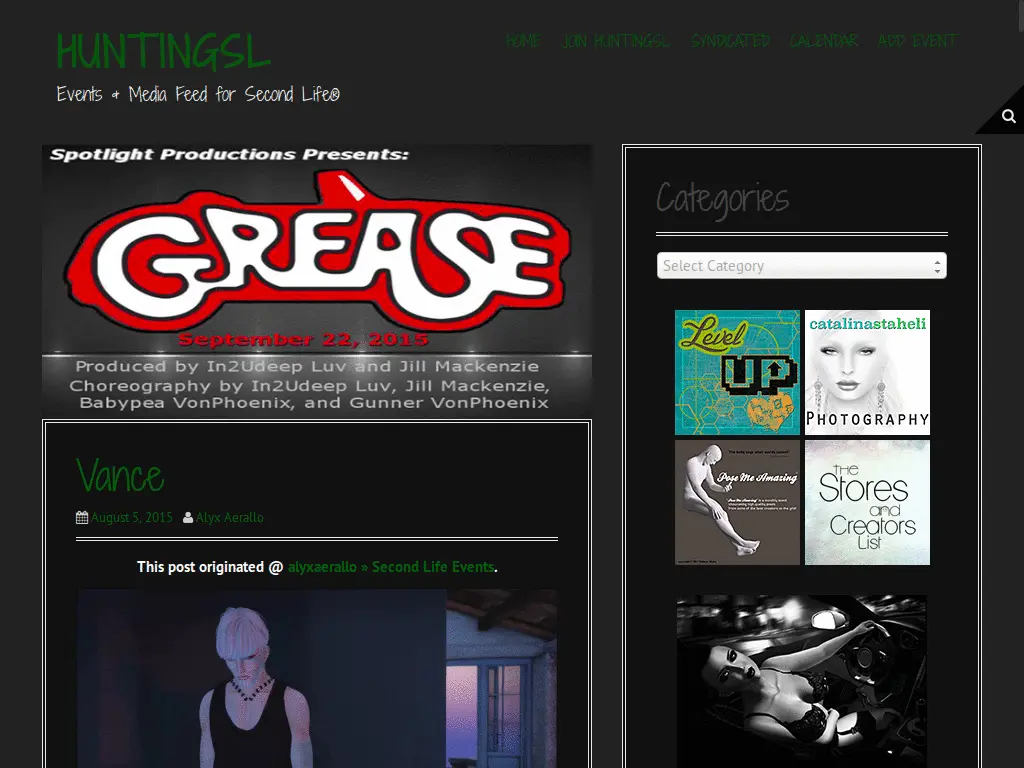 HUNTINGSL
Events & Media Feed for Second Life®
HOME JOIN HUNTINGSL SYNDICATED CALENDAR ADD EVENT
Spotlight Productions Presents:
GREASE
September 22, 2015
Produced by In2Udeep Luv and Jill Mackenzie
Choreography by In2Udeep Luv, Jill Mackenzie,
Babypea VonPhoenix, and Gunner VonPhoenix
Vance
August 5, 2015 Alyx Aerallo
This post originated @ alyxaerallo » Second Life Events.
Categories
Select Category
Level
UP
catalinastaheli
PHOTOGRAPHY
Pose Me Amazing
THE
Stores
and
Creators
List